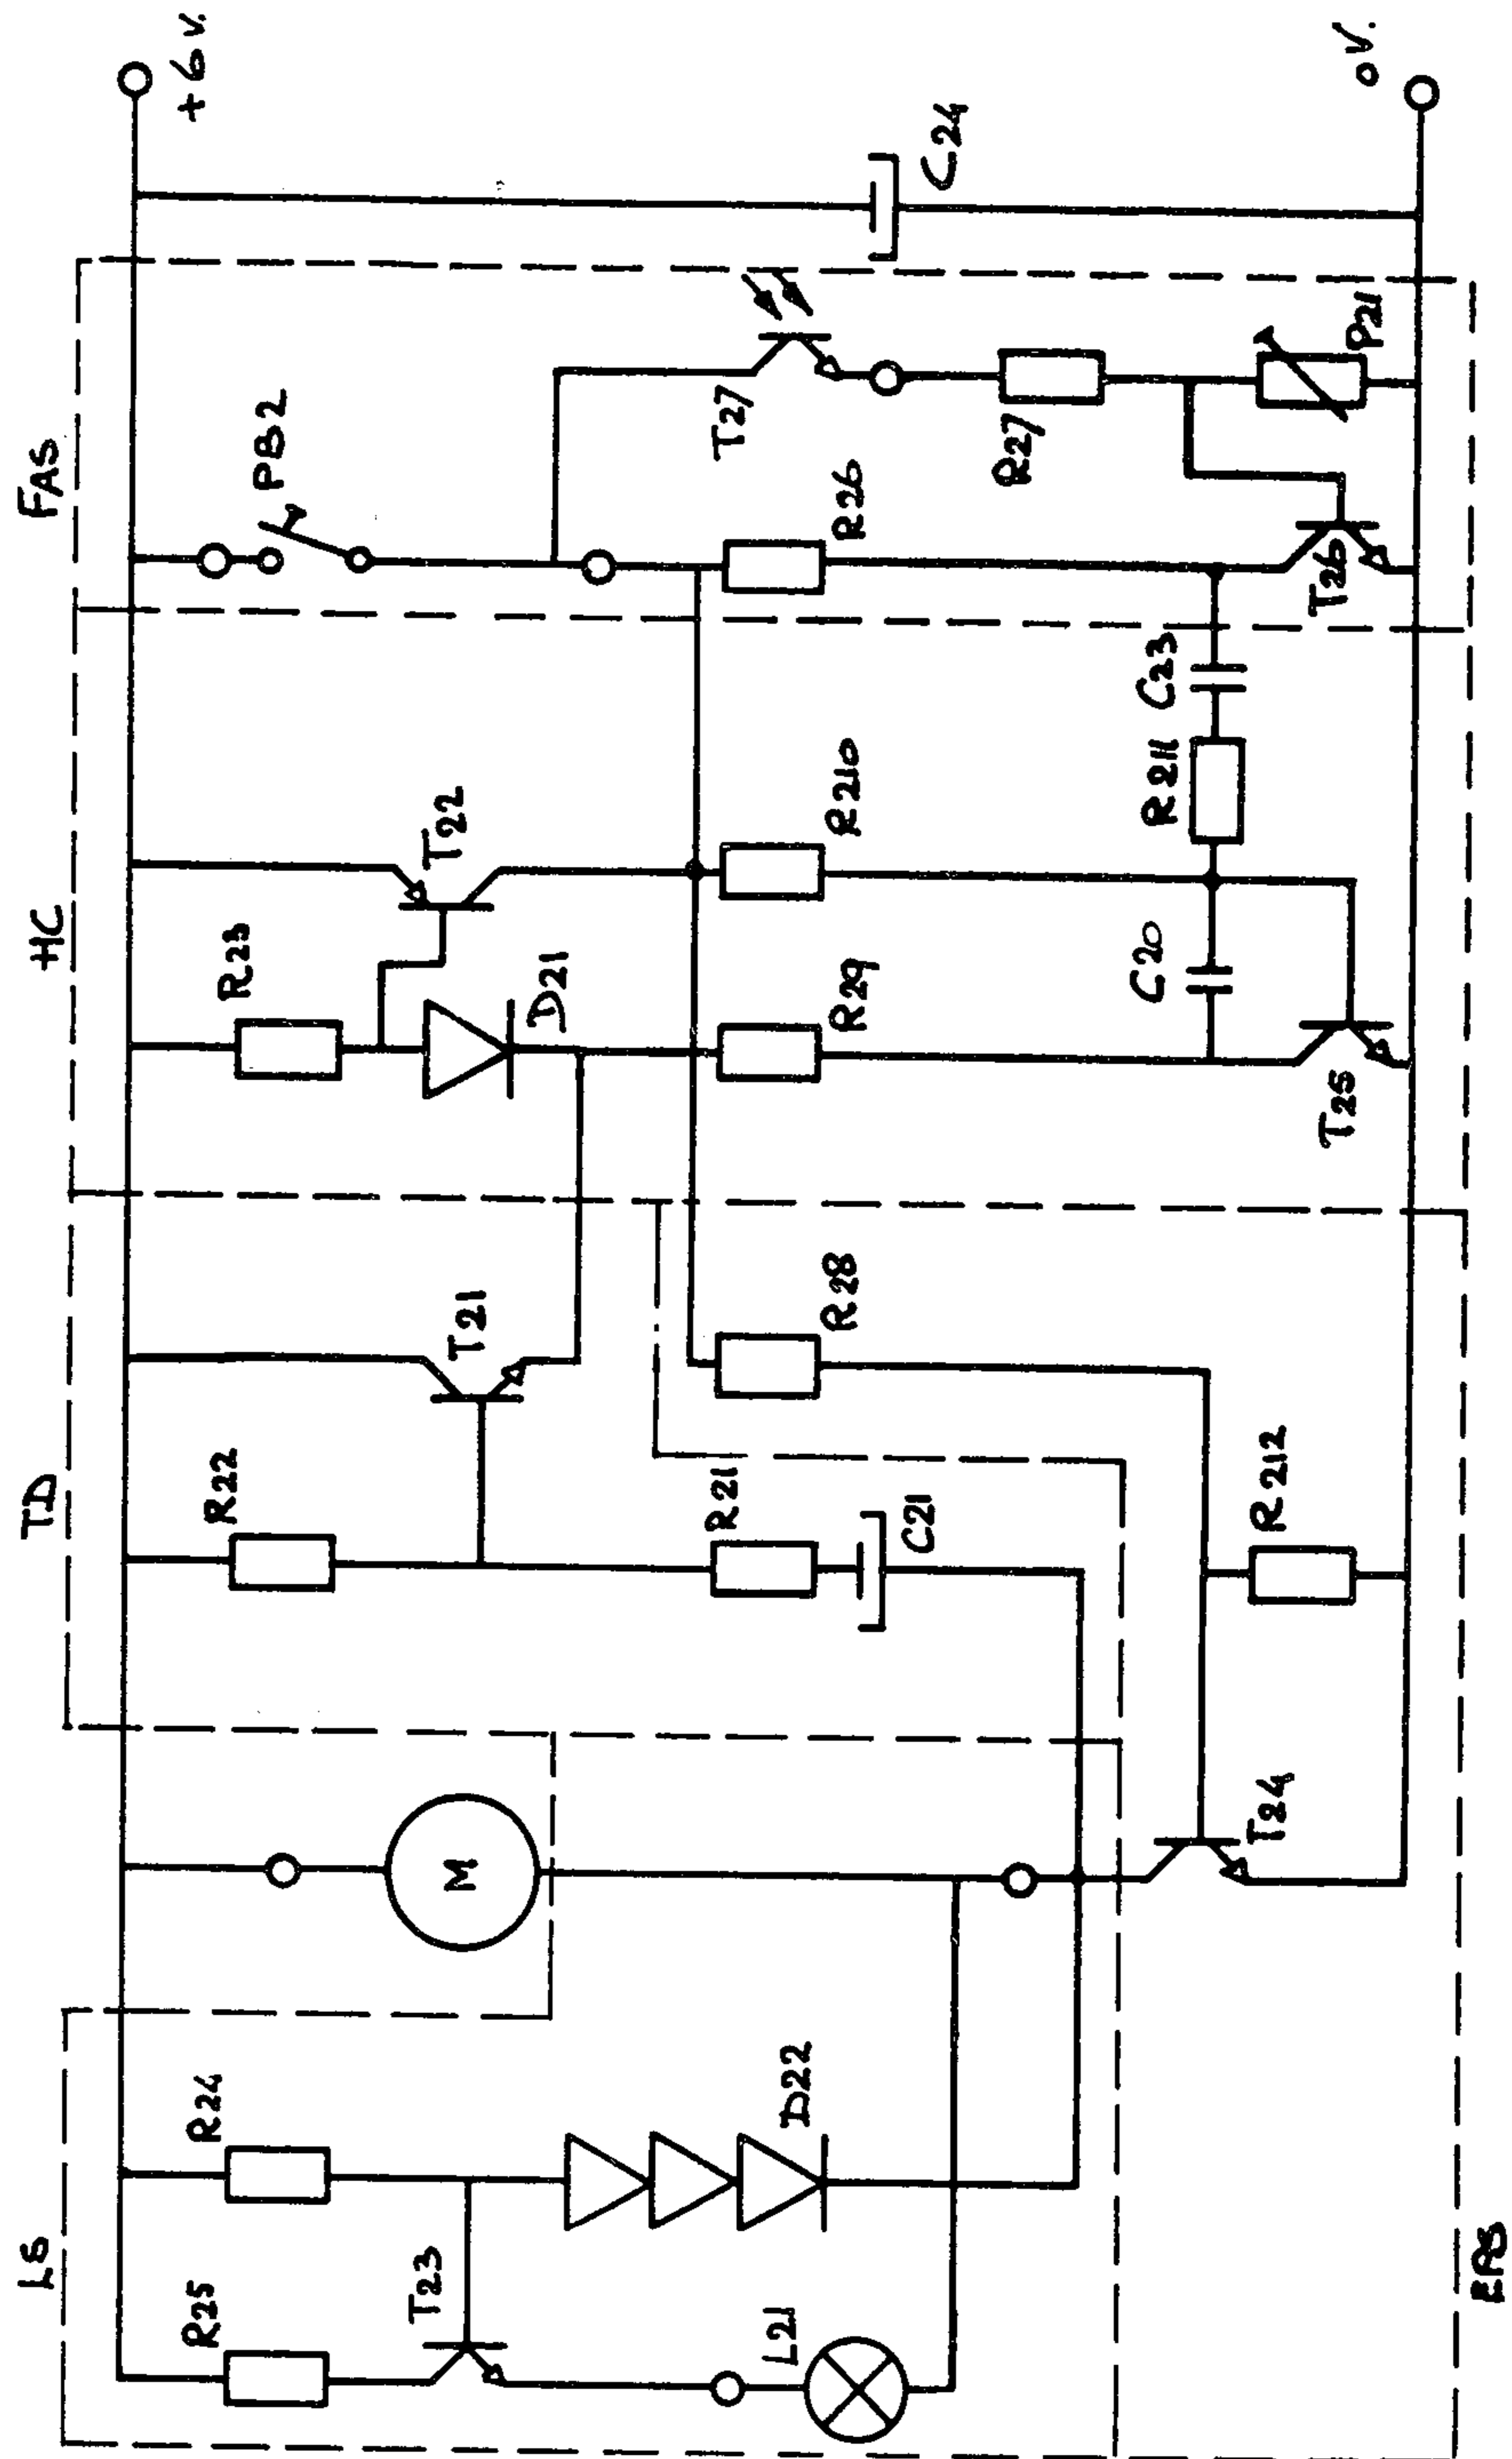 LS
TD
HC
FAS
+6v.
R25
R24
M
R22
R23
PB2
T23
T21
T22
D21
T27
C24
L21
D22
R21
C21
R28
R29
R210
R26
R27
C20
R211
C23
T24
R212
T25
T26
P21
0V.